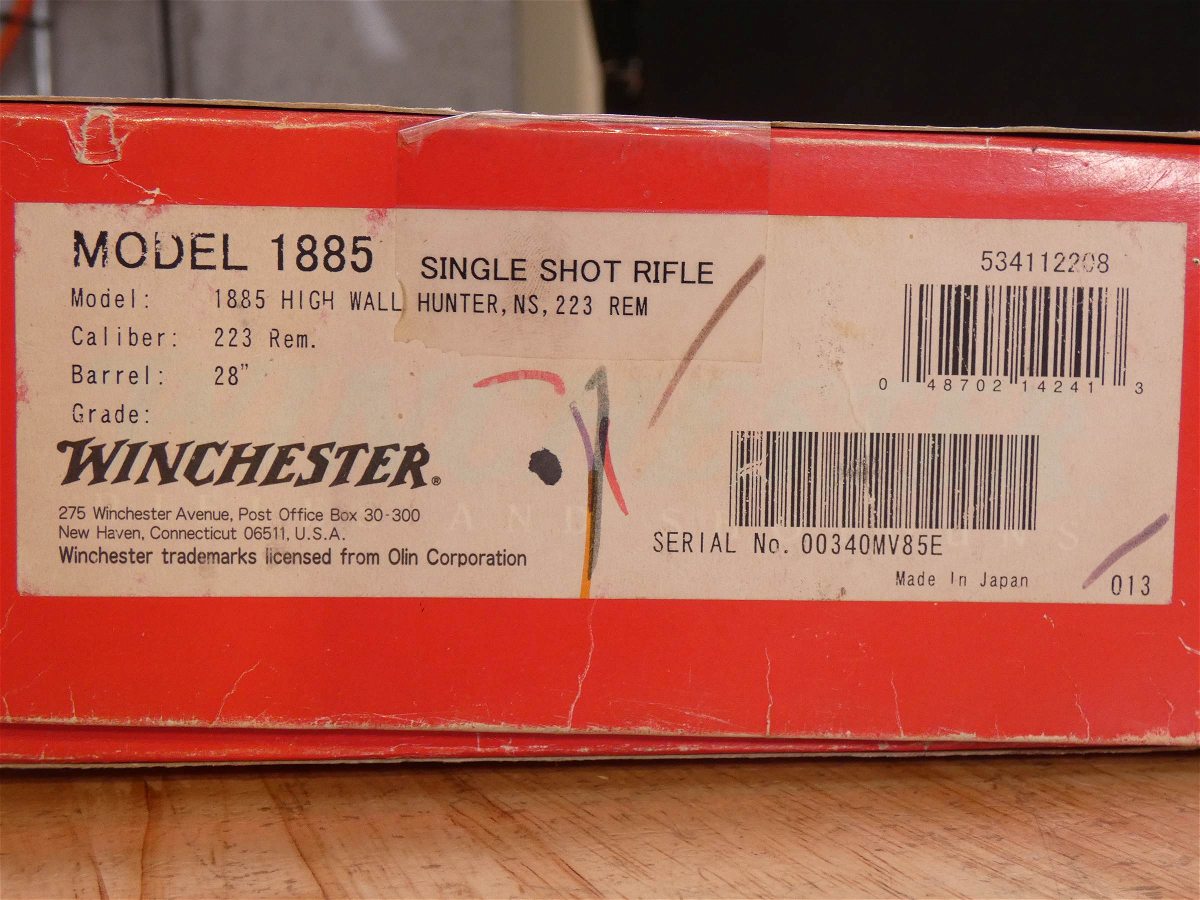 MODEL 1885 SINGLE SHOT RIFLE
Model: 1885 HIGH WALL HUNTER, NS, 223 REM
Caliber: 223 Rem.
Barrel: 28"
Grade:
WINCHESTER®
275 Winchester Avenue, Post Office Box 30-300
New Haven, Connecticut 06511, U.S.A.
Winchester trademarks licensed from Olin Corporation
534112208
0 48702 14241 3
SERIAL No. 00340MV85E
Made In Japan
013